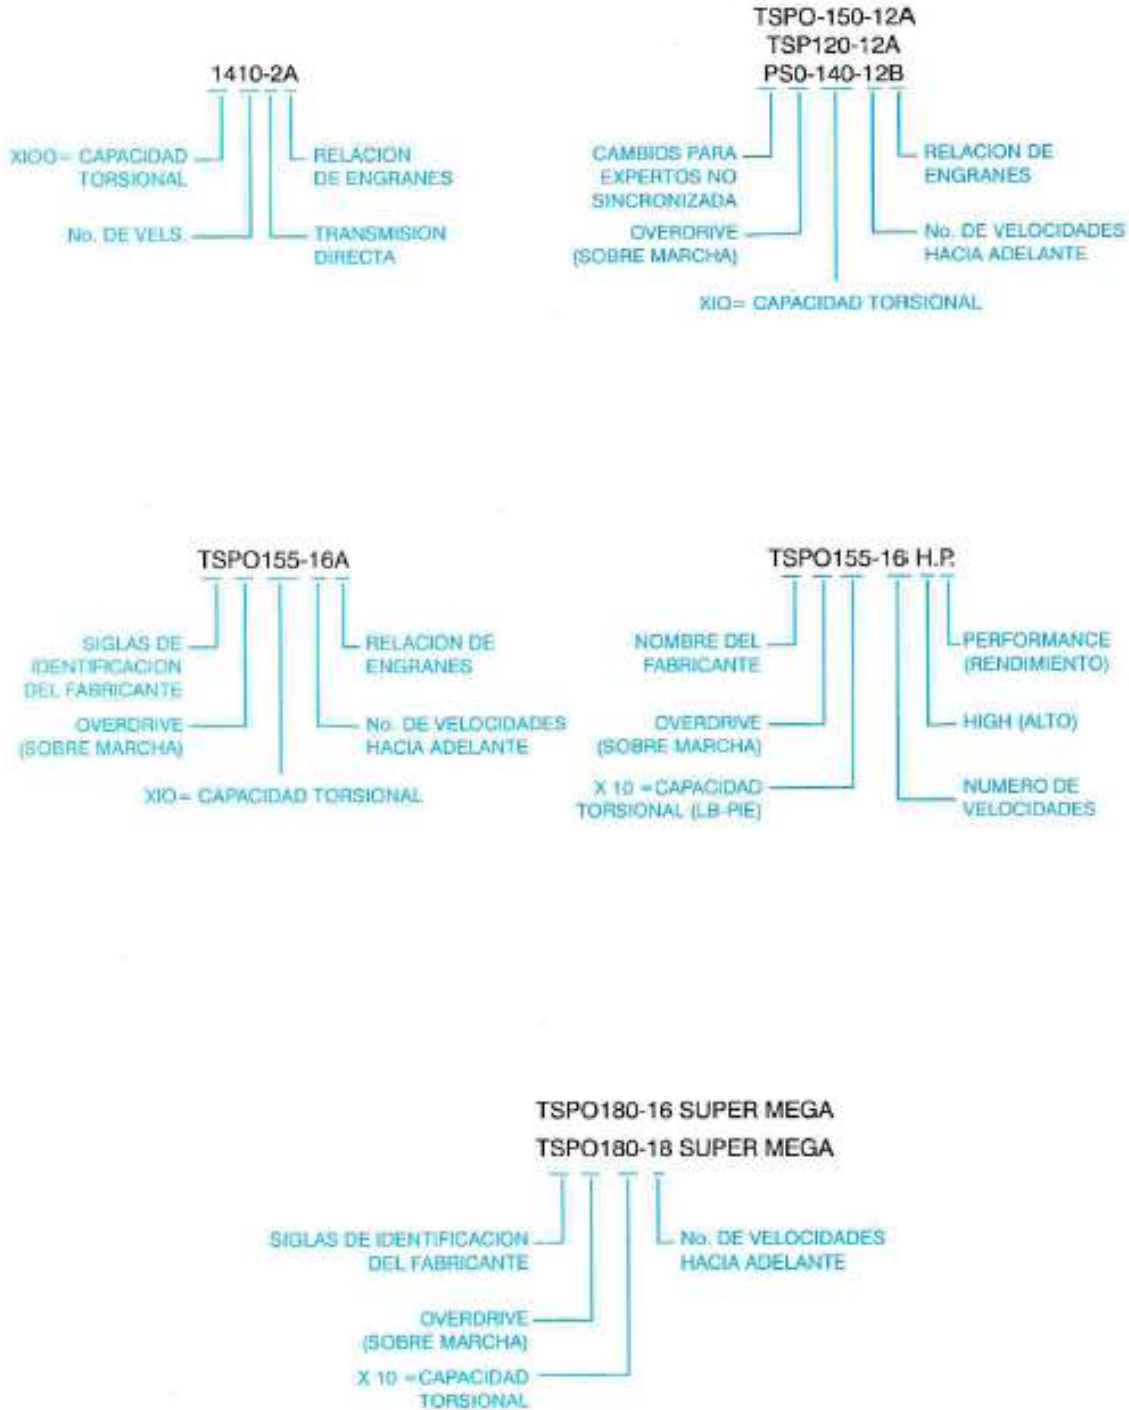 1410-2A
XIOO= CAPACIDAD
TORSIONAL
RELACION
DE ENGRANES
No. DE VELS.
TRANSMISION
DIRECTA
TSPO-150-12A
TSP120-12A
PS0-140-12B
CAMBIOS PARA
EXPERTOS NO
SINCRONIZADA
RELACION DE
ENGRANES
OVERDRIVE
(SOBRE MARCHA)
No. DE VELOCIDADES
HACIA ADELANTE
XIO= CAPACIDAD TORSIONAL
TSPO155-16A
SIGLAS DE
IDENTIFICACION
DEL FABRICANTE
RELACION DE
ENGRANES
OVERDRIVE
(SOBRE MARCHA)
No. DE VELOCIDADES
HACIA ADELANTE
XIO= CAPACIDAD TORSIONAL
TSPO155-16 H.P.
NOMBRE DEL
FABRICANTE
PERFORMANCE
(RENDIMIENTO)
OVERDRIVE
(SOBRE MARCHA)
HIGH (ALTO)
X 10 =CAPACIDAD
TORSIONAL (LB-PIE)
NUMERO DE
VELOCIDADES
TSPO180-16 SUPER MEGA
TSPO180-18 SUPER MEGA
SIGLAS DE IDENTIFICACION
DEL FABRICANTE
No. DE VELOCIDADES
HACIA ADELANTE
OVERDRIVE
(SOBRE MARCHA)
X 10 =CAPACIDAD
TORSIONAL